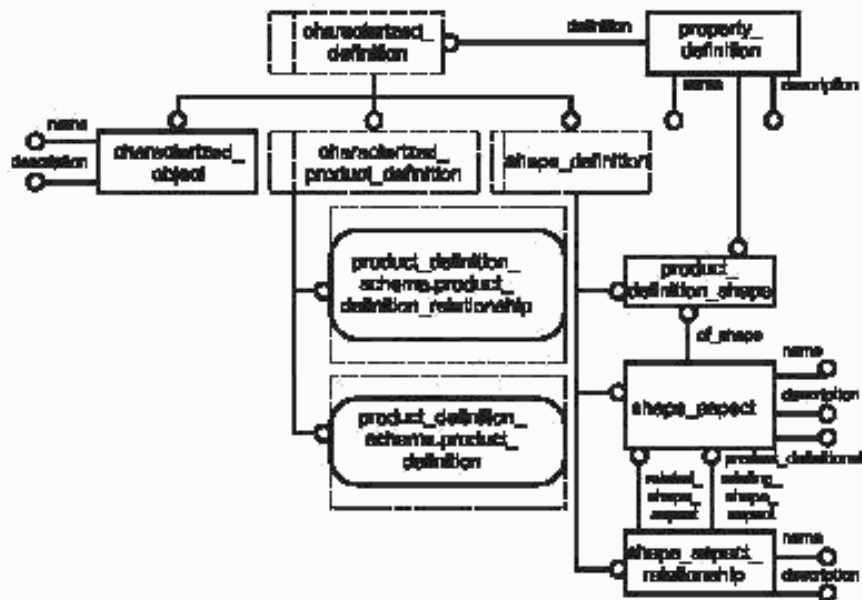 characterized_
definition
definition
property_
definition
name
description
name
description
characterized_
object
characterized_
product_definition
shape_definition
product_definition_
schema.product_
definition_relationship
product_
definition_shape
of_shape
name
description
product_definitional
shape_aspect
product_definition_
schema.product_
definition
related_
shape_
aspect
relating_
shape_
aspect
shape_aspect_
relationship
name
description